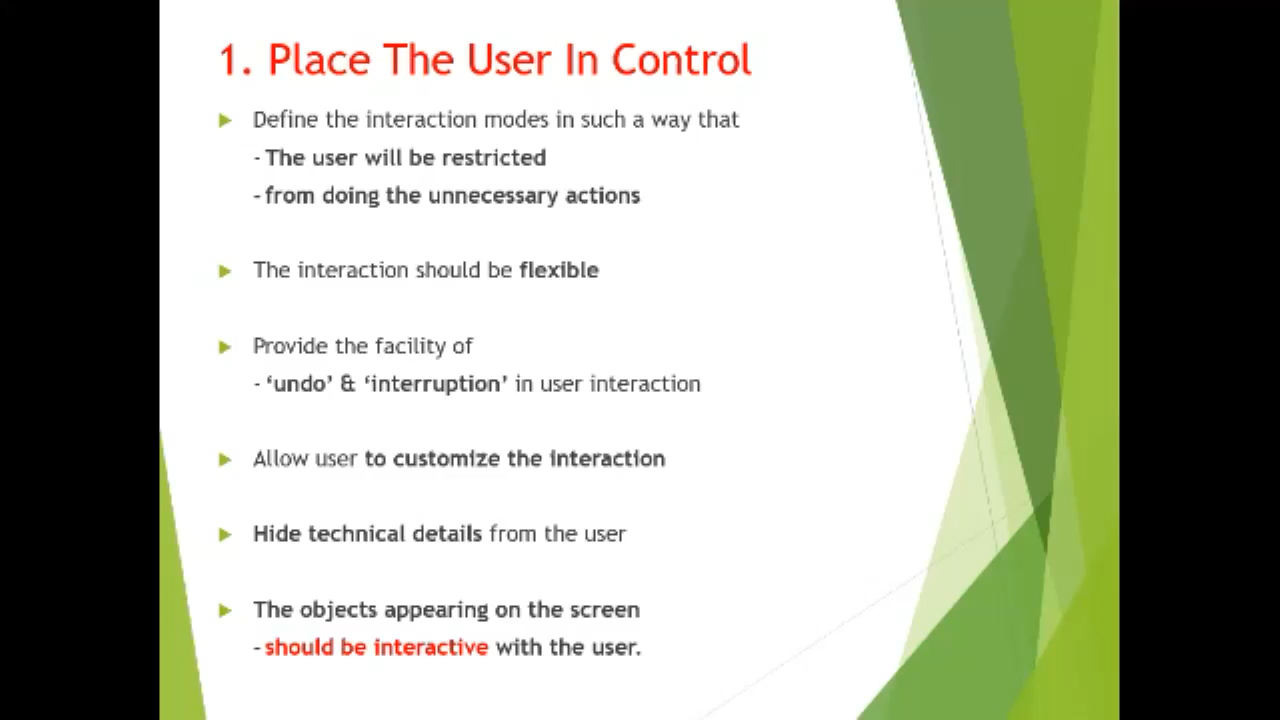 1. Place The User In Control
Define the interaction modes in such a way that
- The user will be restricted
- from doing the unnecessary actions
The interaction should be flexible
Provide the facility of
- ‘undo’ & ‘interruption’ in user interaction
Allow user to customize the interaction
Hide technical details from the user
The objects appearing on the screen
- should be interactive with the user.